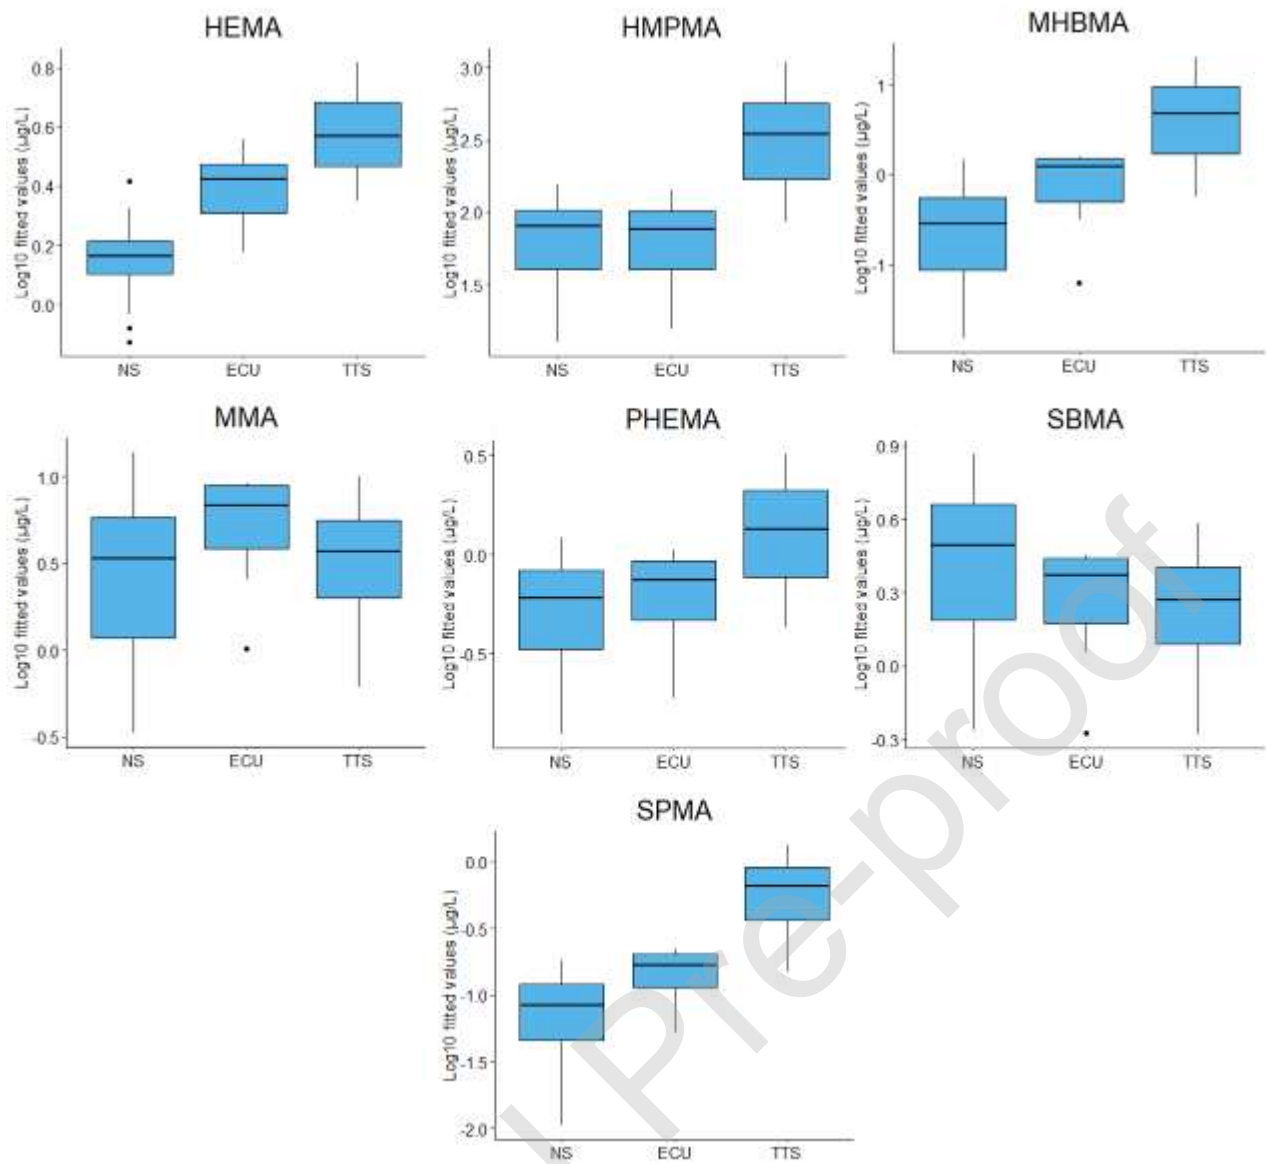 HEMA
Log10 fitted values (µg/L)
0.8
0.6
0.4
0.2
0.0
NS ECU TTS
HMPMA
Log10 fitted values (µg/L)
3.0
2.5
2.0
1.5
NS ECU TTS
MHBMA
Log10 fitted values (µg/L)
1
0
-1
NS ECU TTS
MMA
Log10 fitted values (µg/L)
1.0
0.5
0.0
-0.5
NS ECU TTS
PHEMA
Log10 fitted values (µg/L)
0.5
0.0
-0.5
NS ECU TTS
SBMA
Log10 fitted values (µg/L)
0.9
0.6
0.3
0.0
-0.3
NS ECU TTS
SPMA
Log10 fitted values (µg/L)
0.0
-0.5
-1.0
-1.5
-2.0
NS ECU TTS
Pre-proof